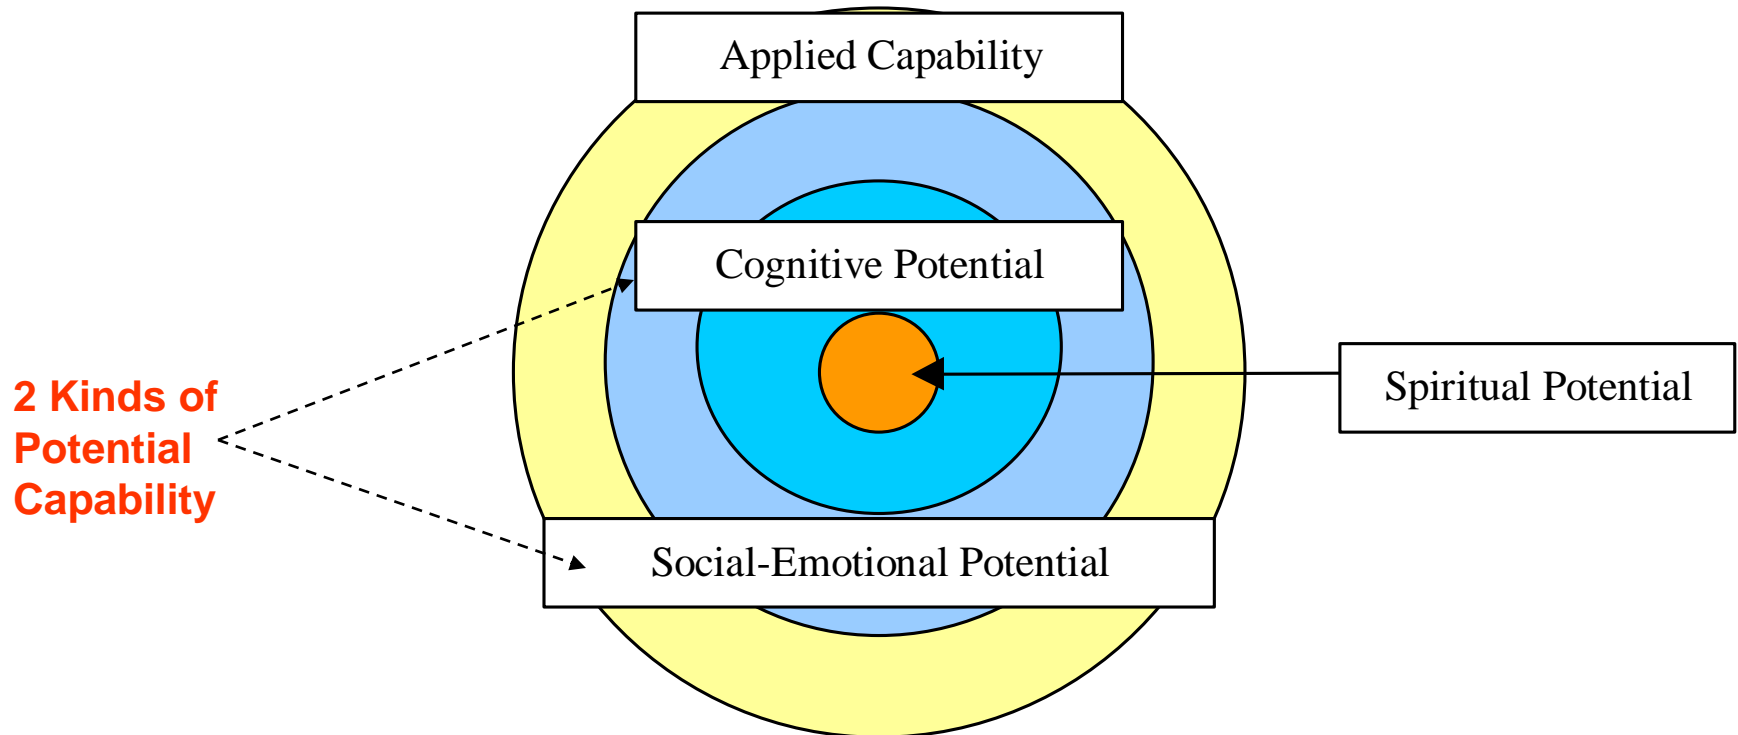 Applied Capability
Cognitive Potential
2 Kinds of
Potential
Capability
Spiritual Potential
Social-Emotional Potential